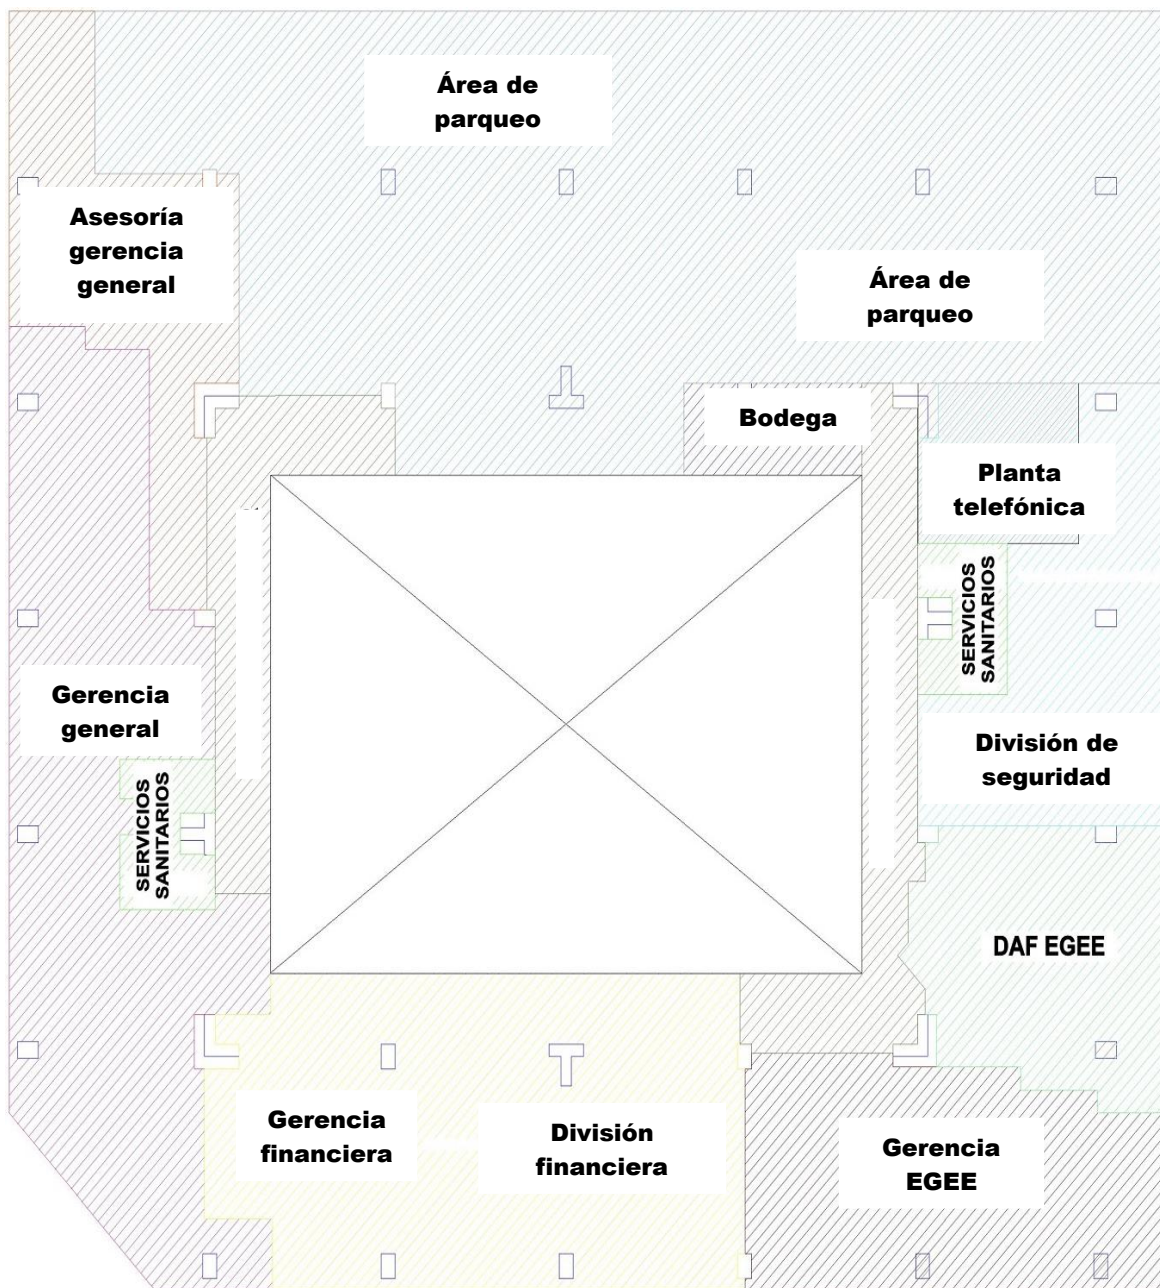 Área de
parqueo
Asesoría
gerencia
general
Área de
parqueo
Bodega
Planta
telefónica
SERVICIOS
SANITARIOS
Gerencia
general
División de
seguridad
SERVICIOS
SANITARIOS
DAF EGEE
Gerencia
financiera
División
financiera
Gerencia
EGEE